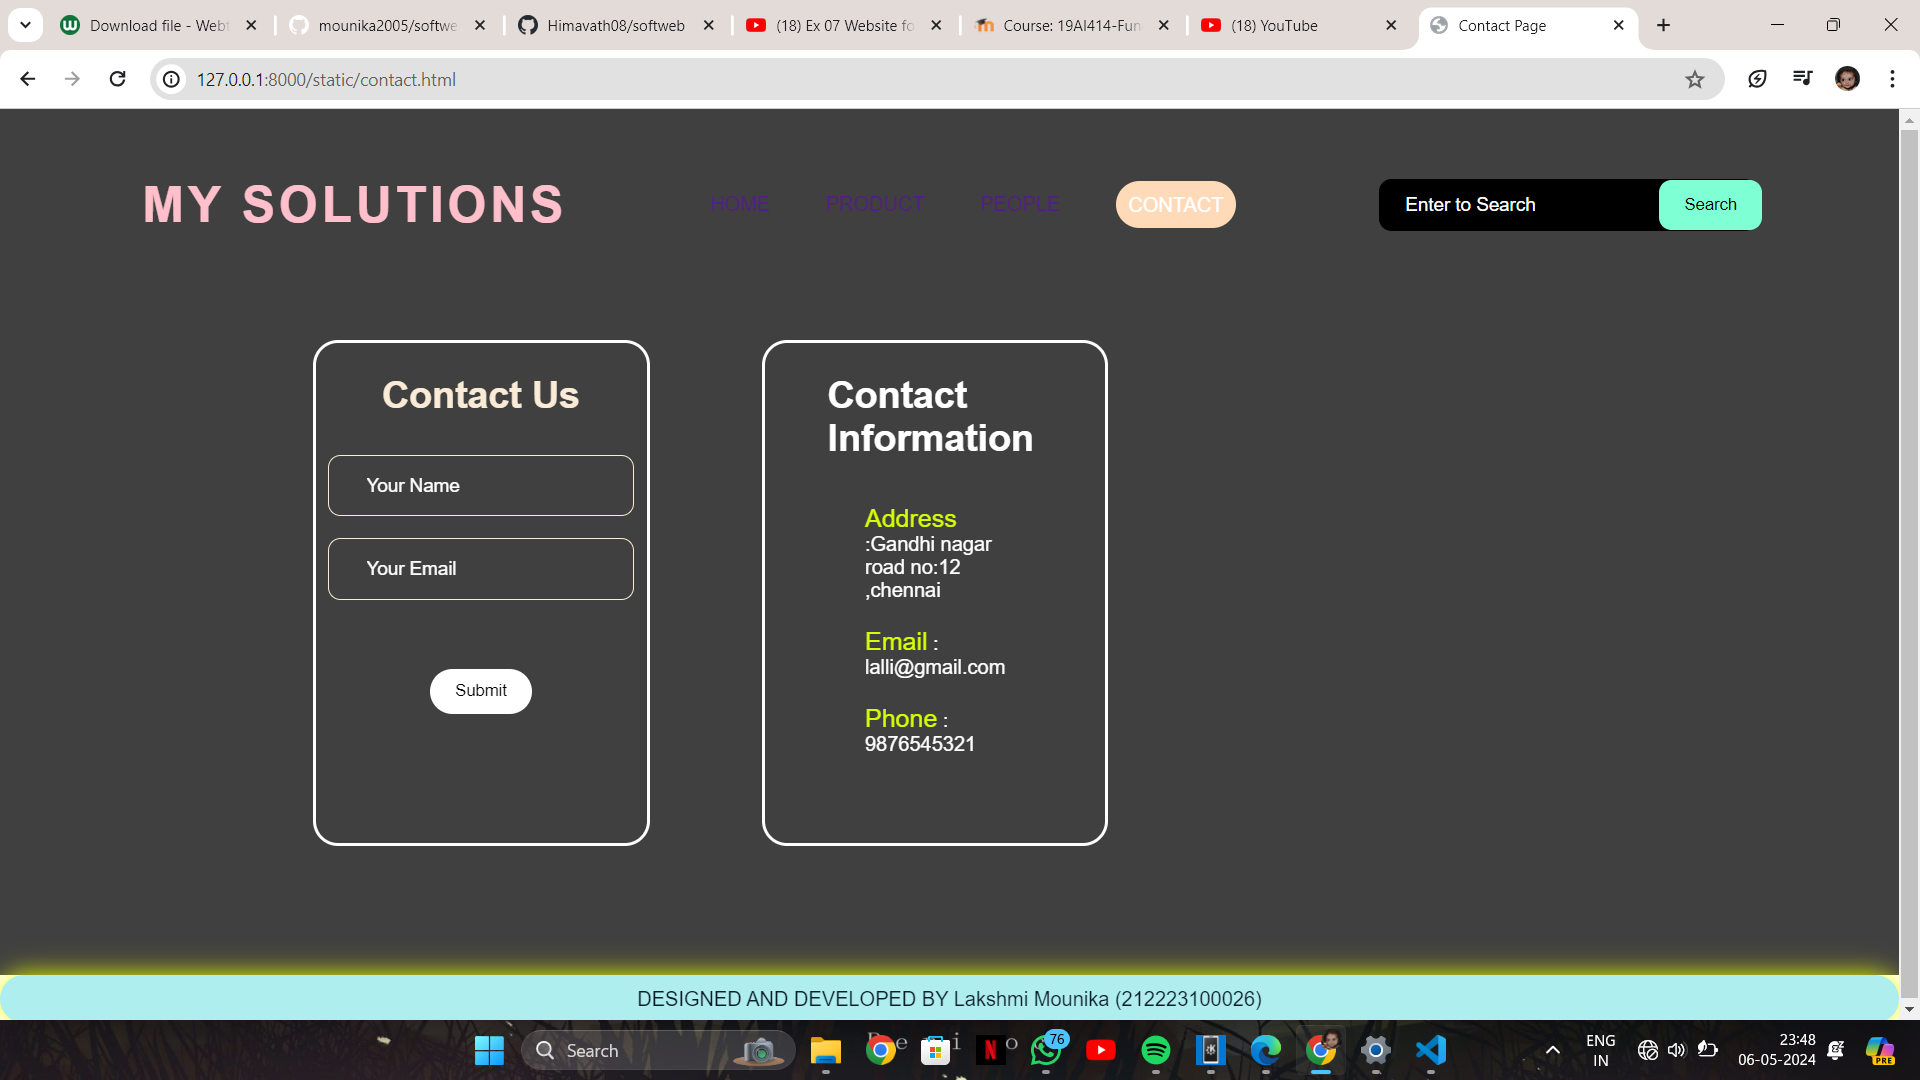 Download file - Webt
mounika2005/softwe
Himavath08/softweb
(18) Ex 07 Website fo
Course: 19AI414-Fun
(18) YouTube
Contact Page
127.0.0.1:8000/static/contact.html
MY SOLUTIONS
HOME
PRODUCT
PEOPLE
CONTACT
Enter to Search
Search
Contact Us
Your Name
Your Email
Submit
Contact
Information
Address
:Gandhi nagar
road no:12
,chennai
Email :
lalli@gmail.com
Phone :
9876545321
DESIGNED AND DEVELOPED BY Lakshmi Mounika (212223100026)
Search
76
ENG
IN
23:48
06-05-2024
PRE